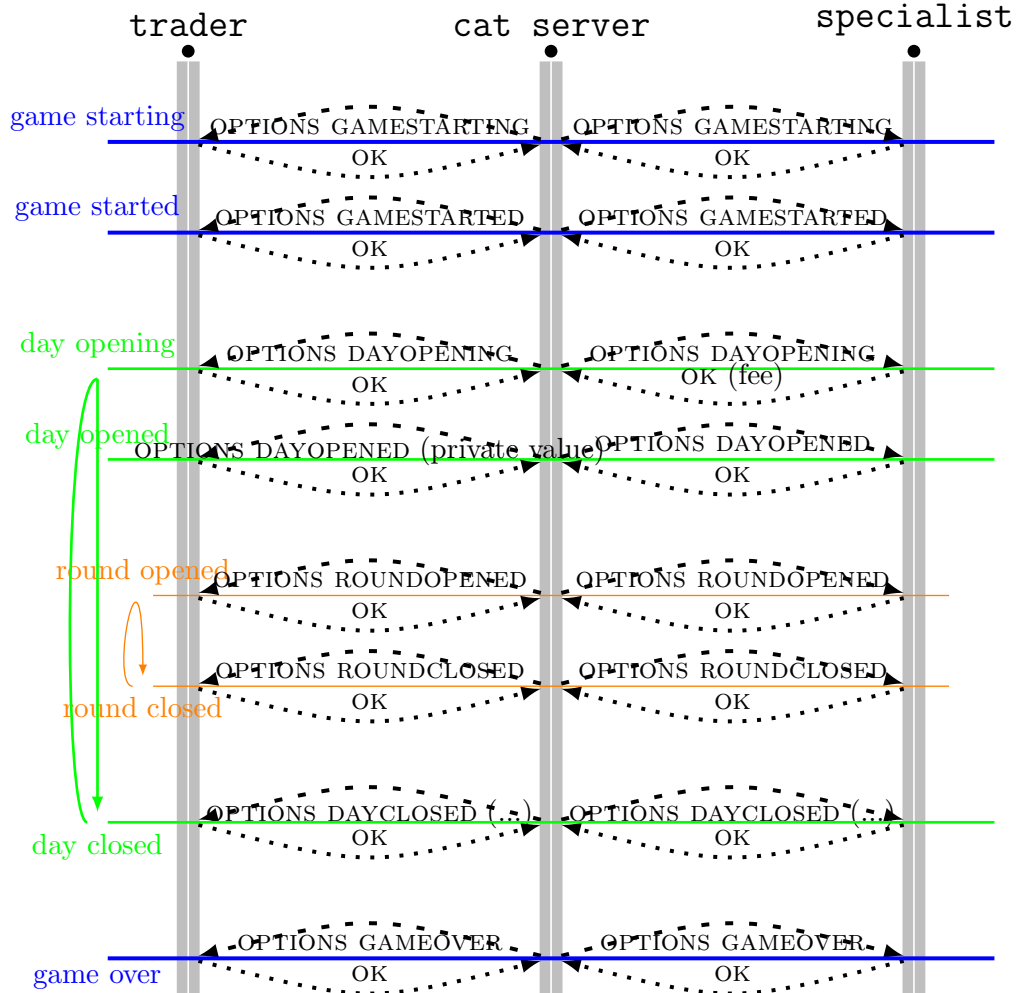 trader cat server specialist
game starting OPTIONS GAMESTARTING OPTIONS GAMESTARTING
OK OK
game started OPTIONS GAMESTARTED OPTIONS GAMESTARTED
OK OK
day opening OPTIONS DAYOPENING OPTIONS DAYOPENING
OK OK (fee)
day opened OPTIONS DAYOPENED (private value) OPTIONS DAYOPENED
OK OK
round opened OPTIONS ROUNDOPENED OPTIONS ROUNDOPENED
OK OK
OPTIONS ROUNDCLOSED OPTIONS ROUNDCLOSED
round closed OK OK
OPTIONS DAYCLOSED (...) OPTIONS DAYCLOSED (...)
day closed OK OK
OPTIONS GAMEOVER OPTIONS GAMEOVER
game over OK OK